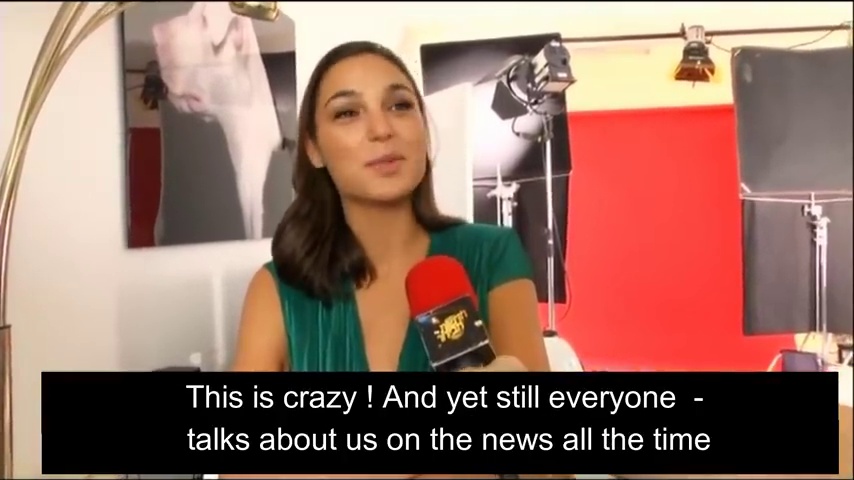 This is crazy ! And yet still everyone -
talks about us on the news all the time